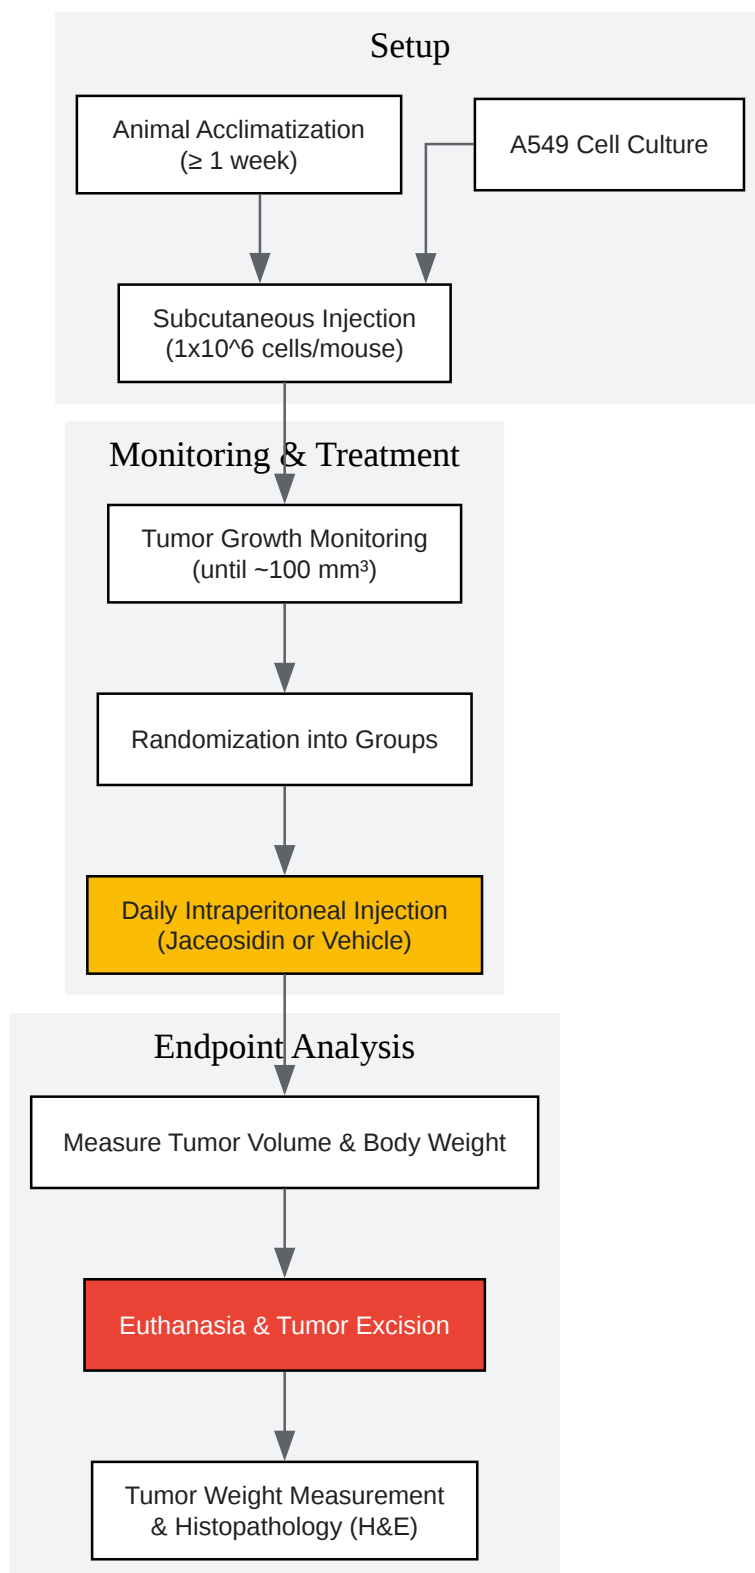 Setup
Animal Acclimatization
(≥ 1 week)
A549 Cell Culture
Subcutaneous Injection
(1x10^6 cells/mouse)
Monitoring & Treatment
Tumor Growth Monitoring
(until ~100 mm³)
Randomization into Groups
Daily Intraperitoneal Injection
(Jaceosidin or Vehicle)
Endpoint Analysis
Measure Tumor Volume & Body Weight
Euthanasia & Tumor Excision
Tumor Weight Measurement
& Histopathology (H&E)